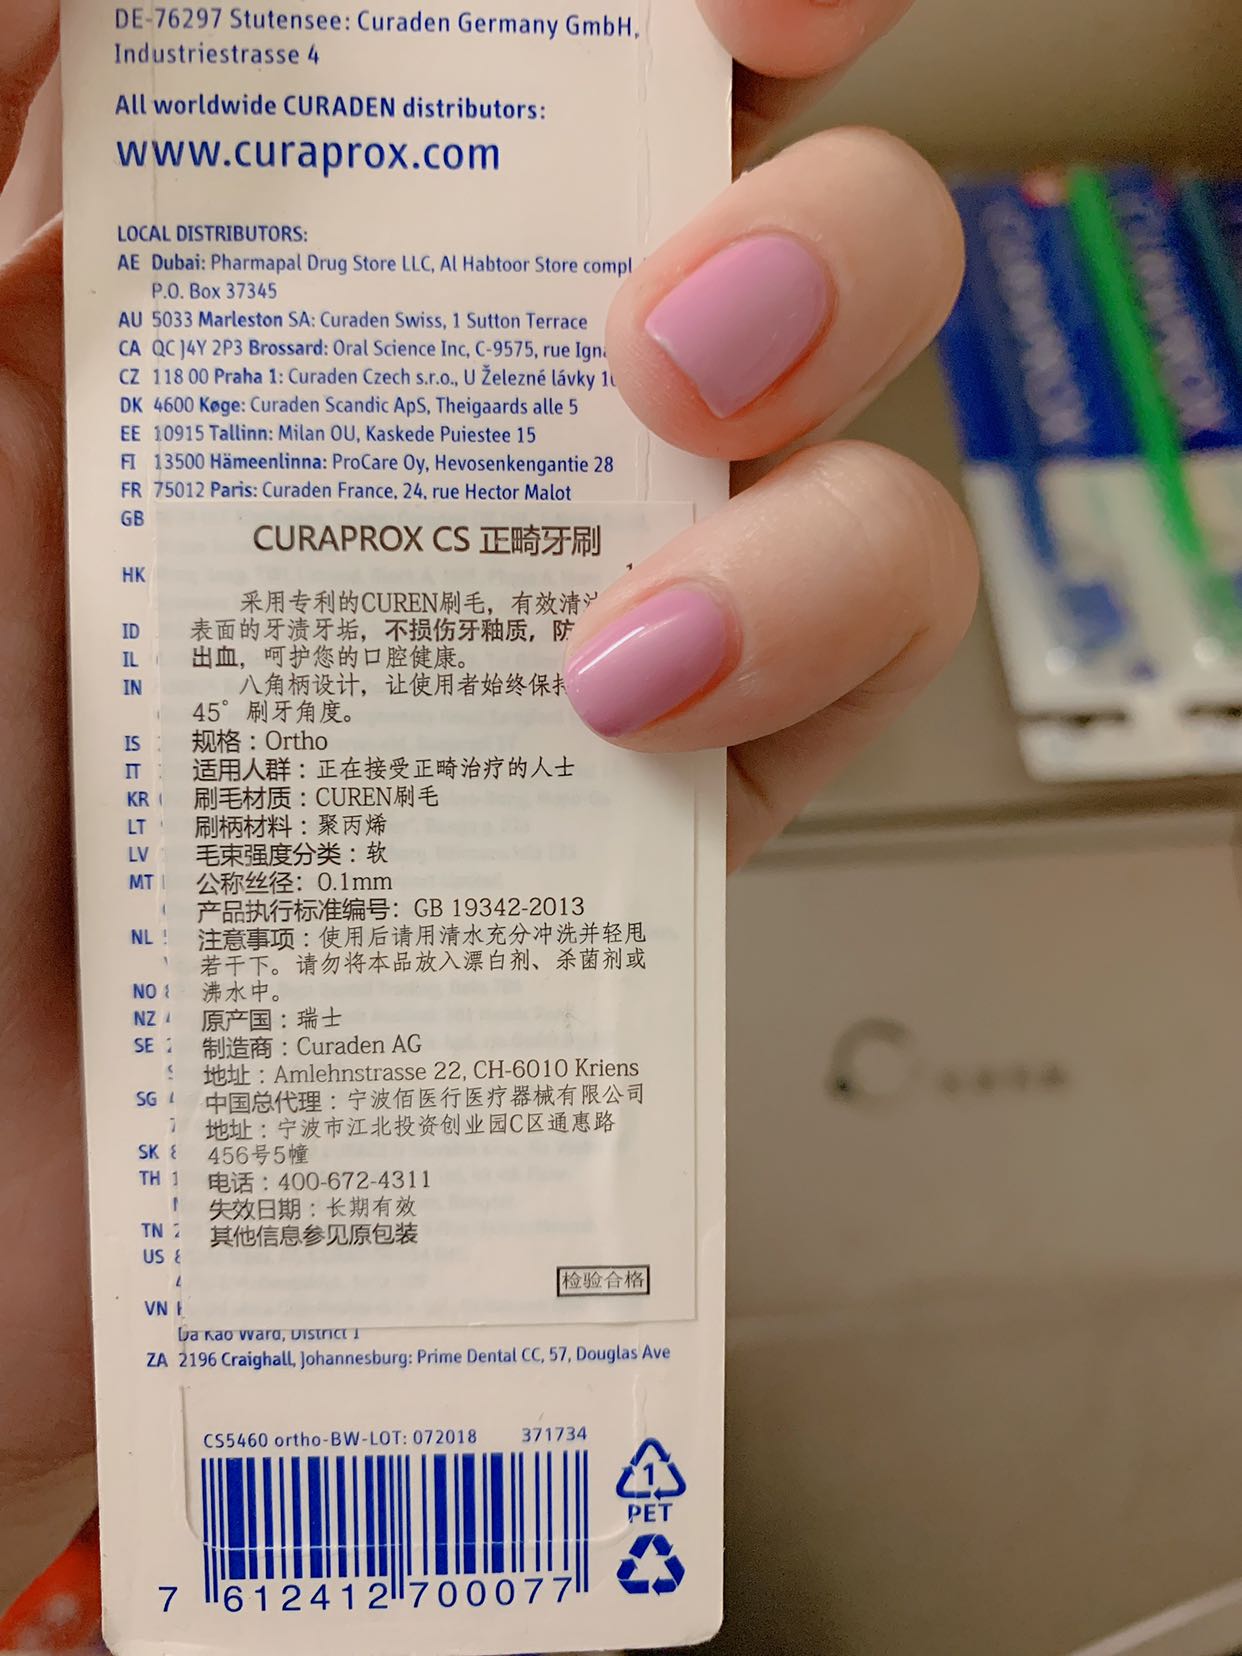 DE-76297 Stutensee: Curaden Germany GmbH,
Industriestrasse 4
All worldwide CURADEN distributors:
www.curaprox.com
LOCAL DISTRIBUTORS:
AE Dubai: Pharmapal Drug Store LLC, Al Habtoor Store compl
P.O. Box 37345
AU 5033 Marleston SA: Curaden Swiss, 1 Sutton Terrace
CA QC J4Y 2P3 Brossard: Oral Science Inc, C-9575, rue
CZ 118 00 Praha 1: Curaden Czech s.r.o., U Železné lávky
DK 4600 Køge: Curaden Scandic ApS, Theigaards alle 5
EE 10915 Tallinn: Milan OU, Kaskede Puiestee 15
FI 13500 Hämeenlinna: ProCare Oy, Hevosenkengantie 28
FR 75012 Paris: Curaden France, 24, rue Hector Malot
GB
CURAPROX CS 正畸牙刷
HK
采用专利的CUREN刷毛，有效清
ID
表面的牙渍牙垢，不损伤牙釉质，防
IL
出血，呵护您的口腔健康。
IN
八角柄设计，让使用者始终保持
45° 刷牙角度。
IS
规格：Ortho
IT
适用人群：正在接受正畸治疗的人士
KR
刷毛材质：CUREN刷毛
LT
刷柄材料：聚丙烯
LV
毛束强度分类：软
MT
公称丝径：0.1mm
产品执行标准编号：GB 19342-2013
NL
注意事项：使用后请用清水充分冲洗并轻甩
若干下。请勿将本品放入漂白剂、杀菌剂或
NO
沸水中。
NZ
原产国：瑞士
SE
制造商：Curaden AG
地址：Amlehnstrasse 22, CH-6010 Kriens
SG
中国总代理：宁波佰医行医疗器械有限公司
地址：宁波市江北投资创业园C区通惠路
SK
456号5幢
TH
电话：400-672-4311
失效日期：长期有效
TN
其他信息参见原包装
US
检验合格
VN
Da Kao Ward, District 1
ZA 2196 Craighall, Johannesburg: Prime Dental CC, 57, Douglas Ave
CS5460 ortho-BW-LOT: 072018 371734
1
PET
7 612412 700077